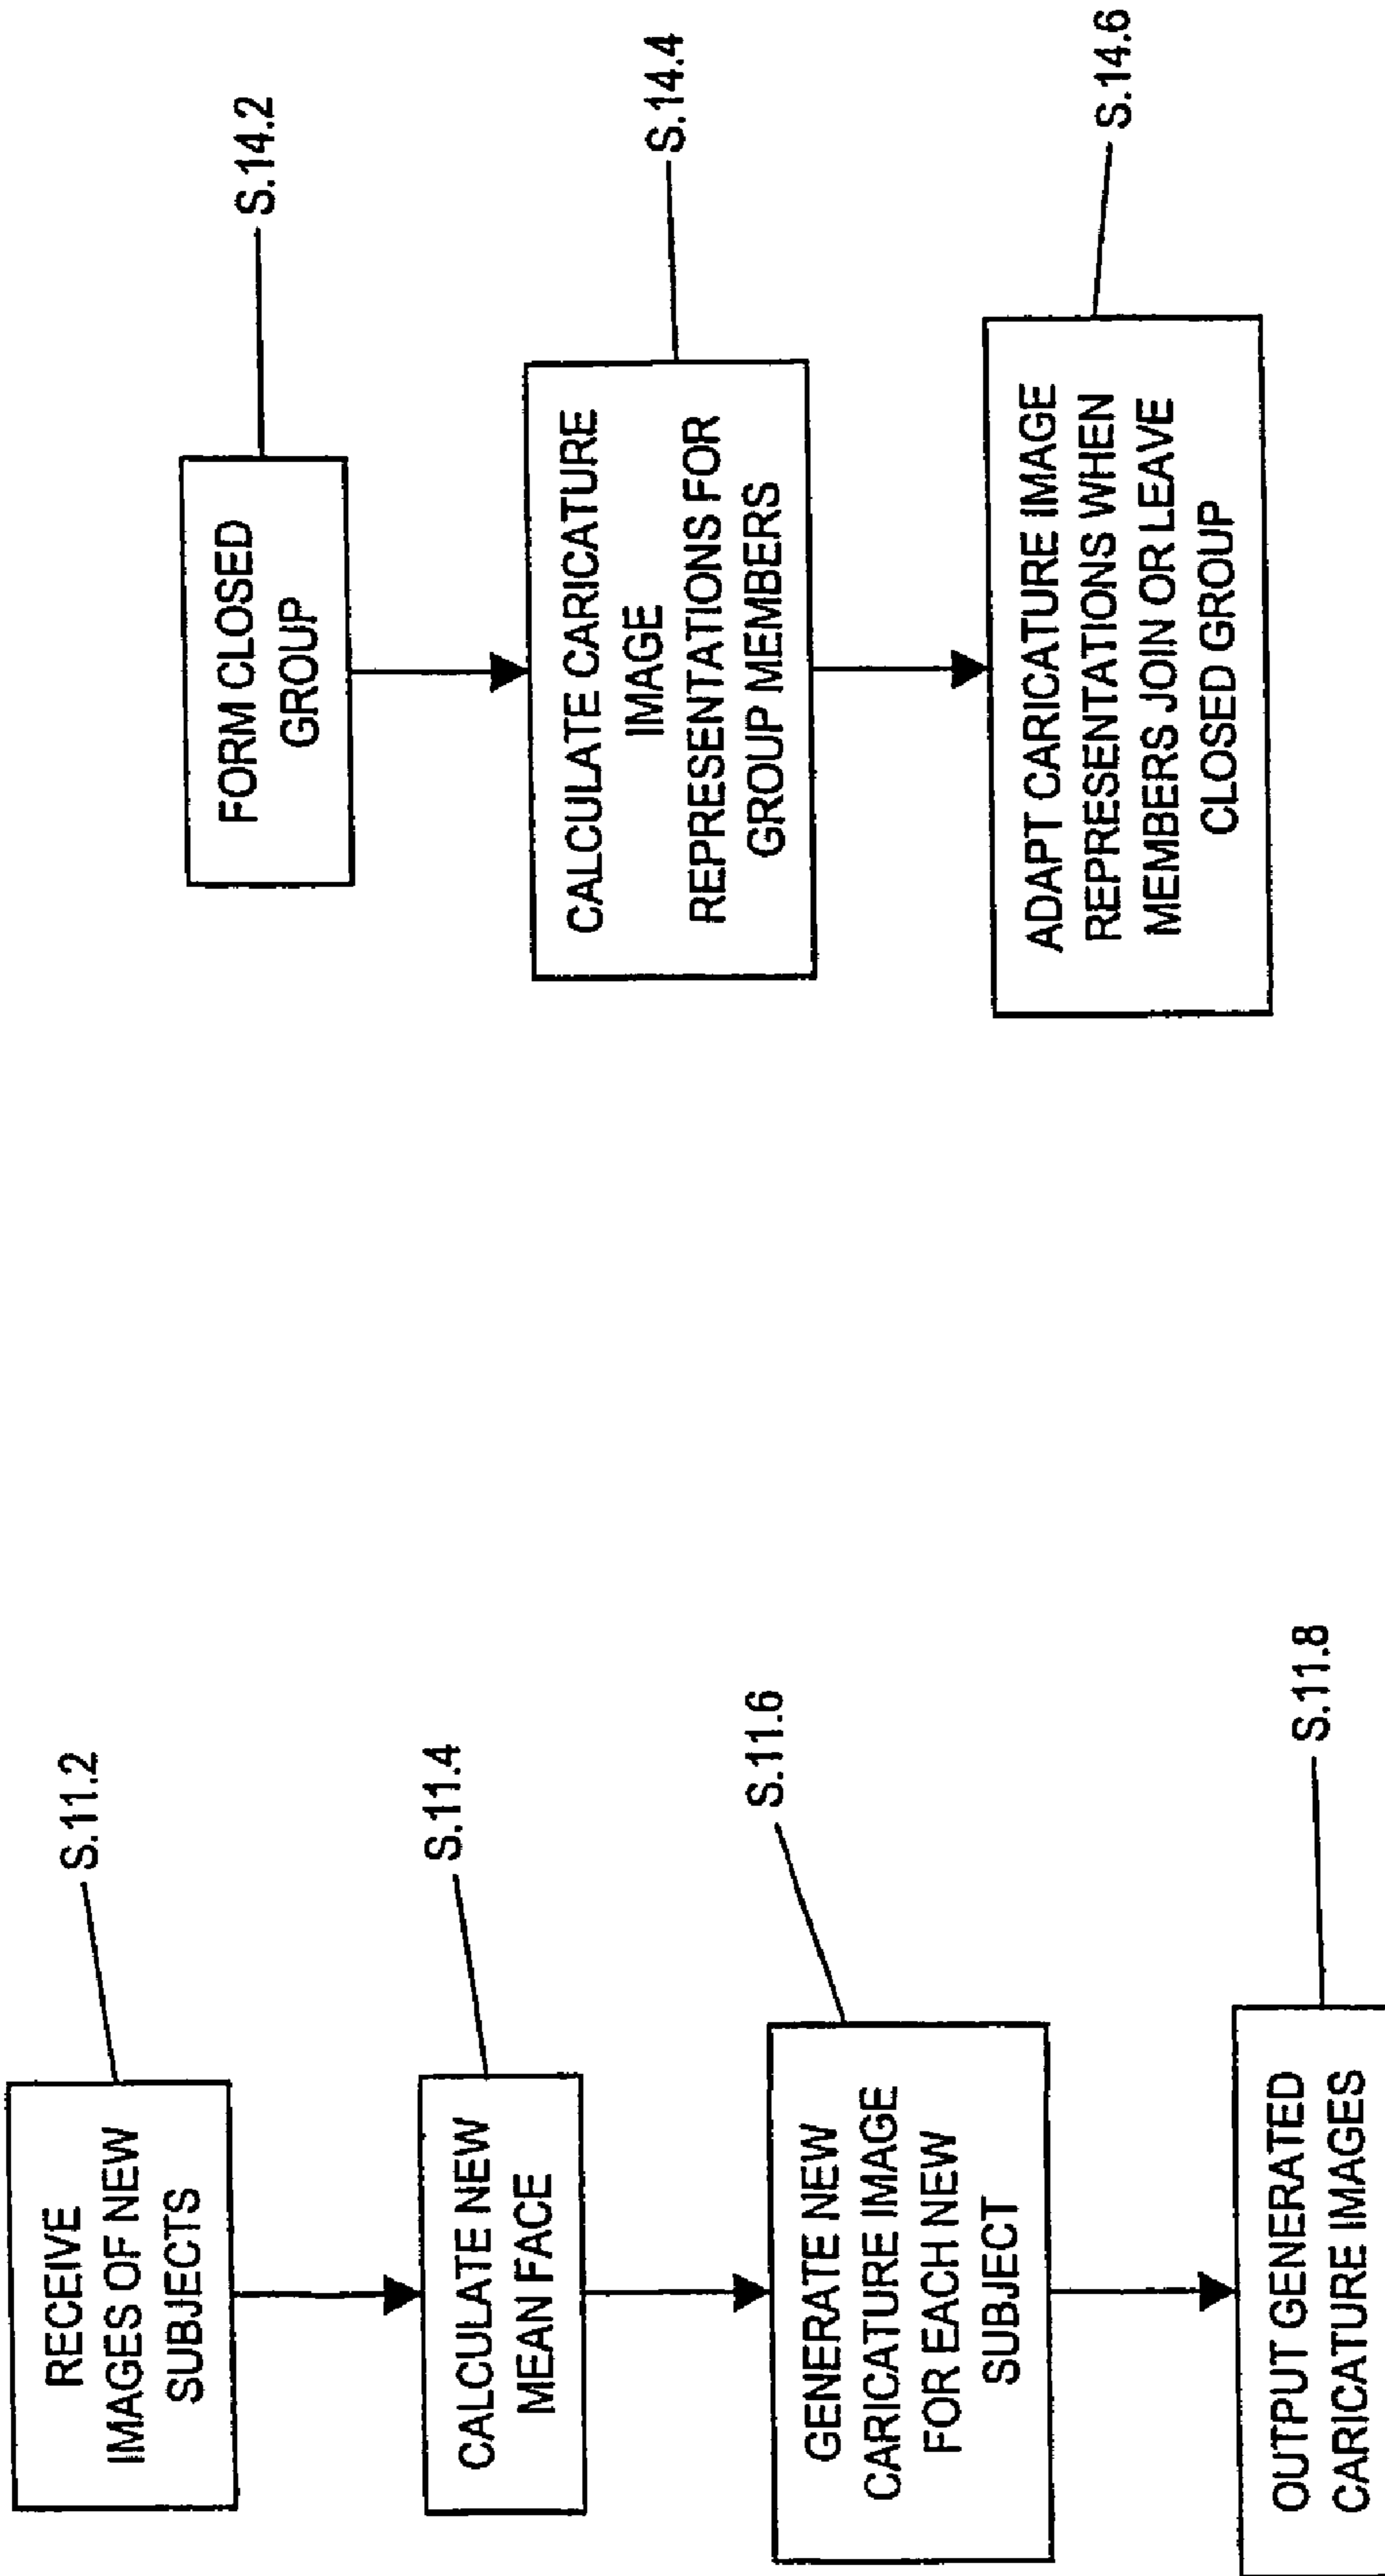 RECEIVE
IMAGES OF NEW
SUBJECTS
S.11.2
CALCULATE NEW
MEAN FACE
S.11.4
GENERATE NEW
CARICATURE IMAGE
FOR EACH NEW
SUBJECT
S.11.6
OUTPUT GENERATED
CARICATURE IMAGES
S.11.8
FORM CLOSED
GROUP
S.14.2
CALCULATE CARICATURE
IMAGE
REPRESENTATIONS FOR
GROUP MEMBERS
S.14.4
ADAPT CARICATURE IMAGE
REPRESENTATIONS WHEN
MEMBERS JOIN OR LEAVE
CLOSED GROUP
S.14.6